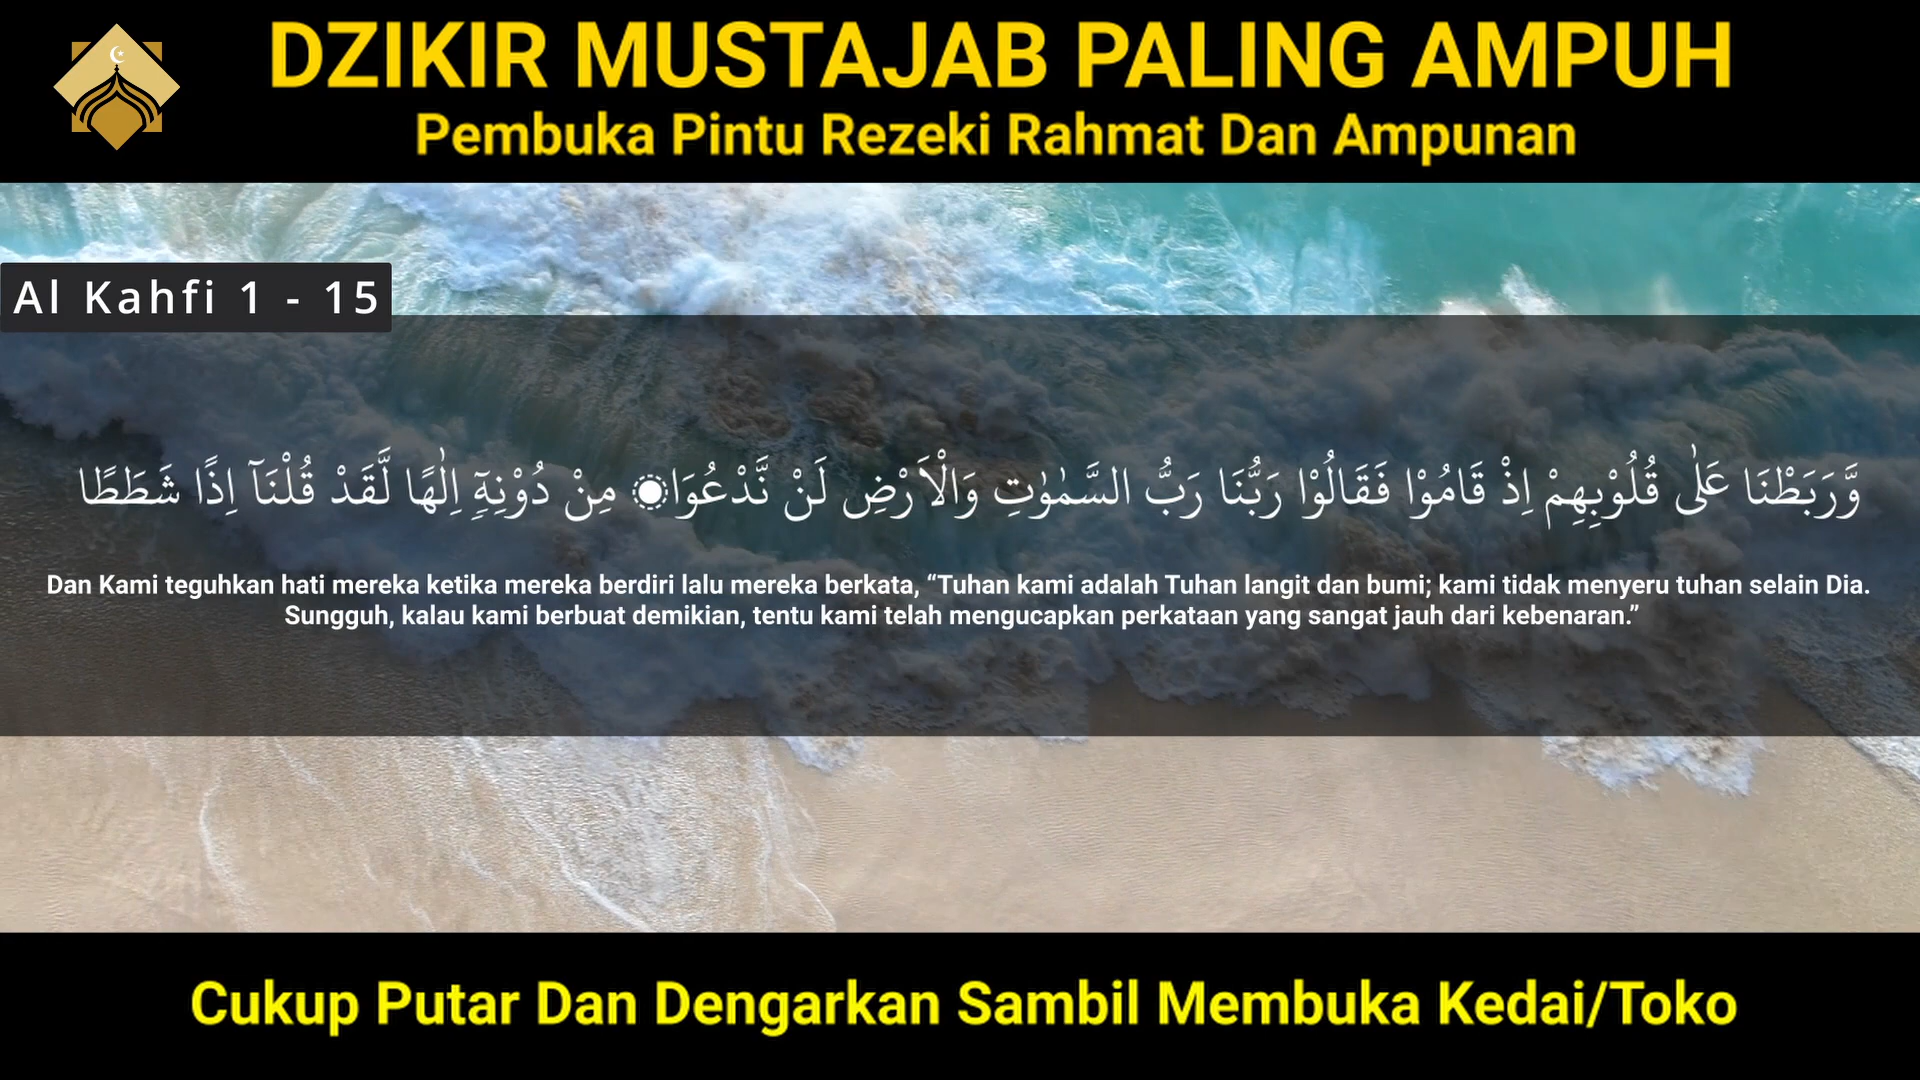 DZIKIR MUSTAJAB PALING AMPUH
Pembuka Pintu Rezeki Rahmat Dan Ampunan
Al Kahfi 1 - 15
وَّرَبَطْنَا عَلٰى قُلُوْبِهِمْ اِذْ قَامُوْا فَقَالُوْا رَبُّنَا رَبُّ السَّمٰوٰتِ وَالْاَرْضِ لَنْ نَّدْعُوَا۟ مِنْ دُوْنِهٖٓ اِلٰهًا لَّقَدْ قُلْنَآ اِذًا شَطَطًا
Dan Kami teguhkan hati mereka ketika mereka berdiri lalu mereka berkata, “Tuhan kami adalah Tuhan langit dan bumi; kami tidak menyeru tuhan selain Dia.
Sungguh, kalau kami berbuat demikian, tentu kami telah mengucapkan perkataan yang sangat jauh dari kebenaran.”
Cukup Putar Dan Dengarkan Sambil Membuka Kedai/Toko